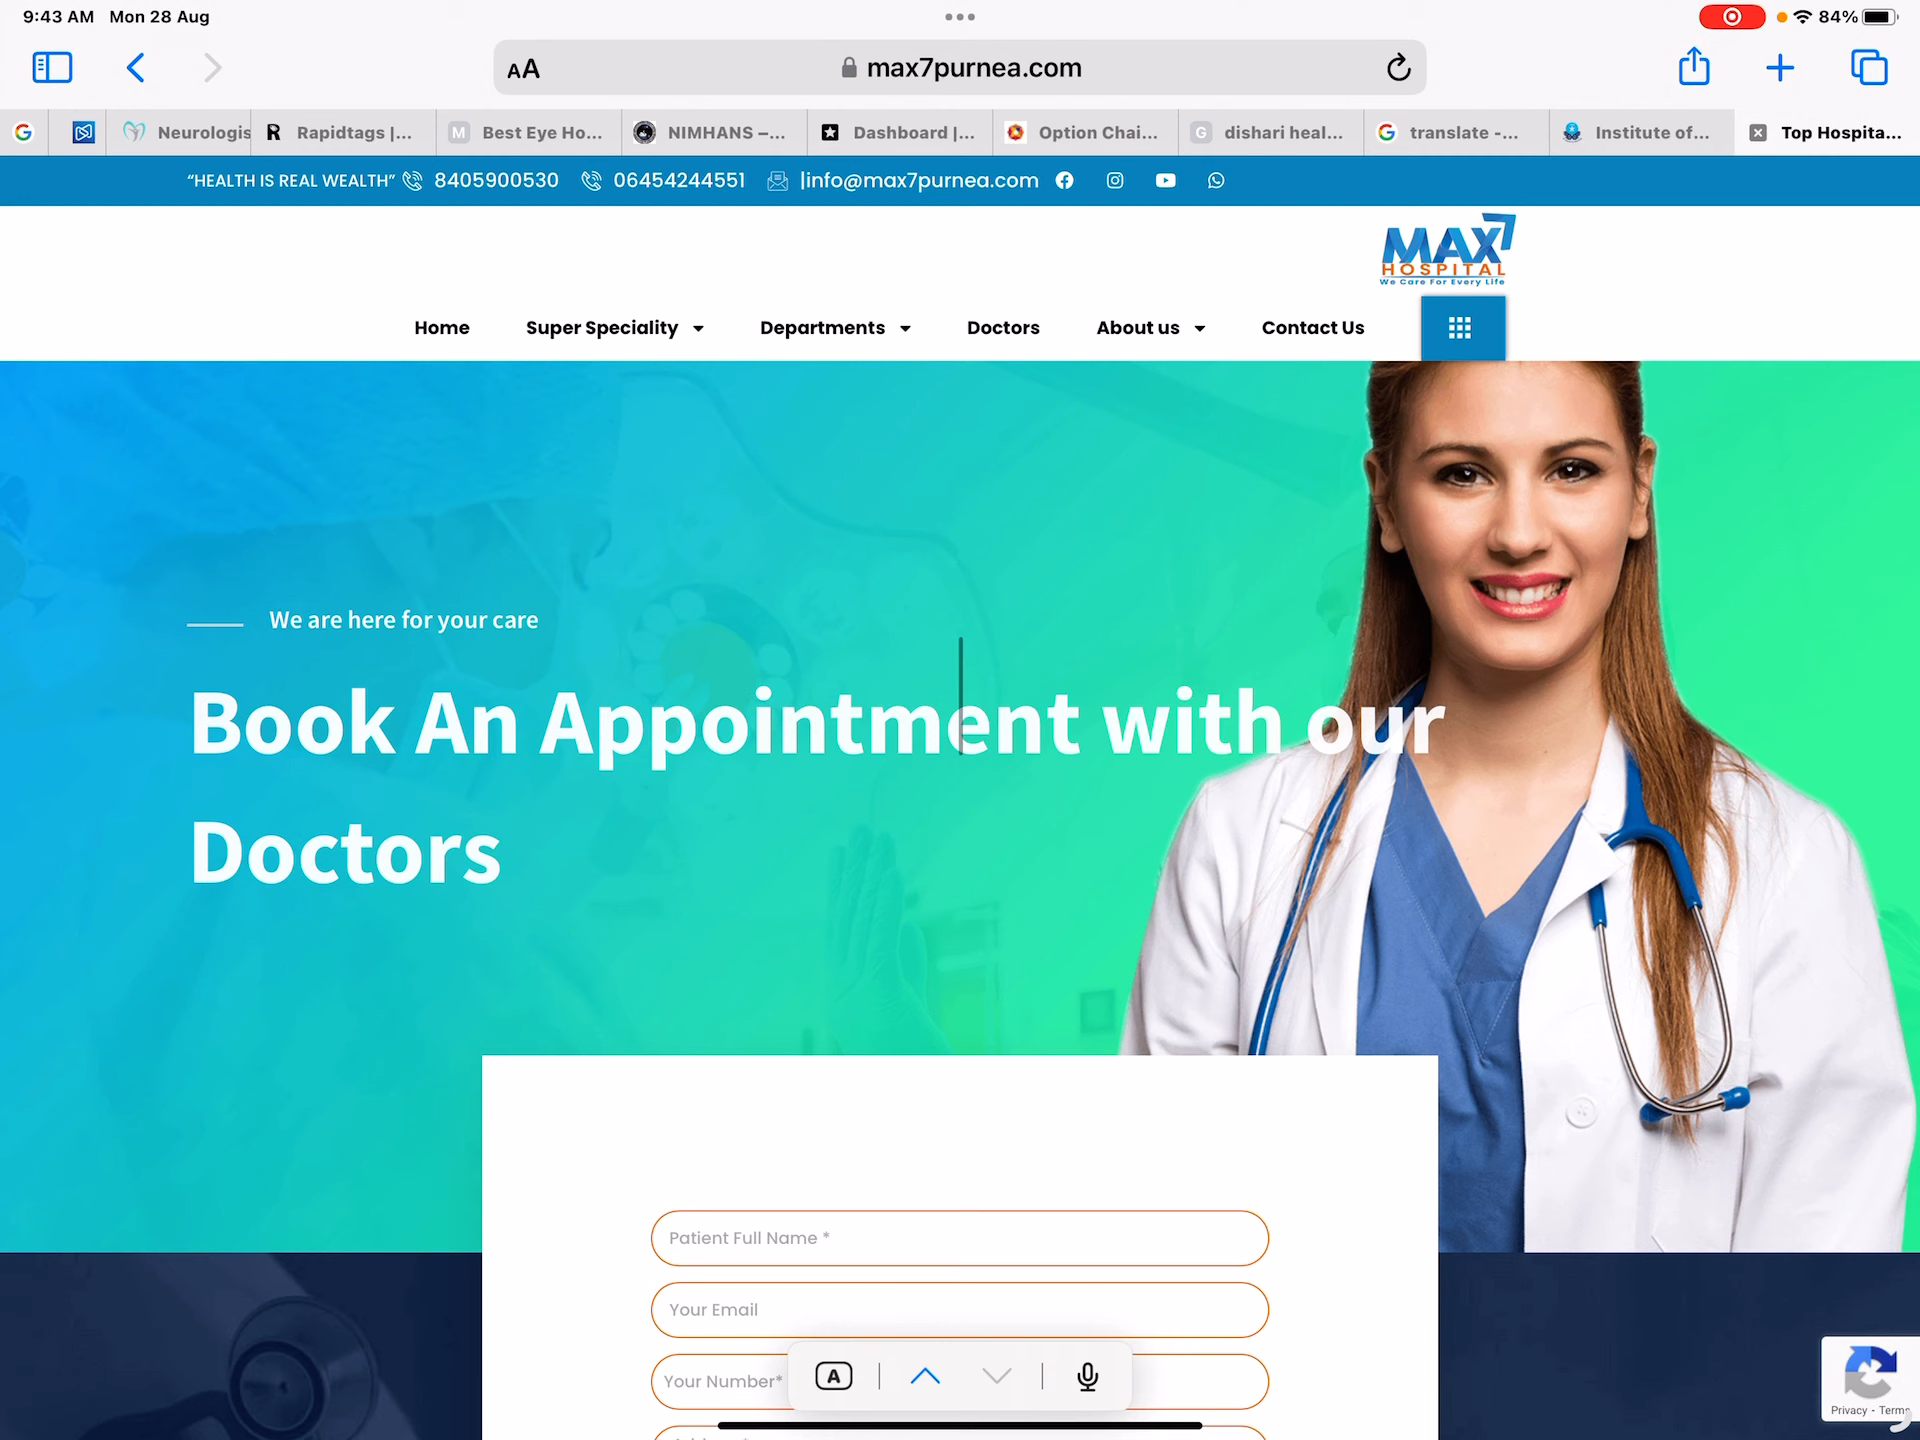 9:43 AM Mon 28 Aug
84%
AA max7purnea.com
Neurologis Rapidtags |... Best Eye Ho... NIMHANS –... Dashboard |... Option Chai... dishari heal... translate -... Institute of... Top Hospita...
“HEALTH IS REAL WEALTH” 8405900530 06454244551 |info@max7purnea.com
MAX7
HOSPITAL
We Care For Every Life
Home Super Speciality Departments Doctors About us Contact Us
We are here for your care
Book An Appointment with our
Doctors
Patient Full Name *
Your Email
Your Number*
A
Privacy - Terms